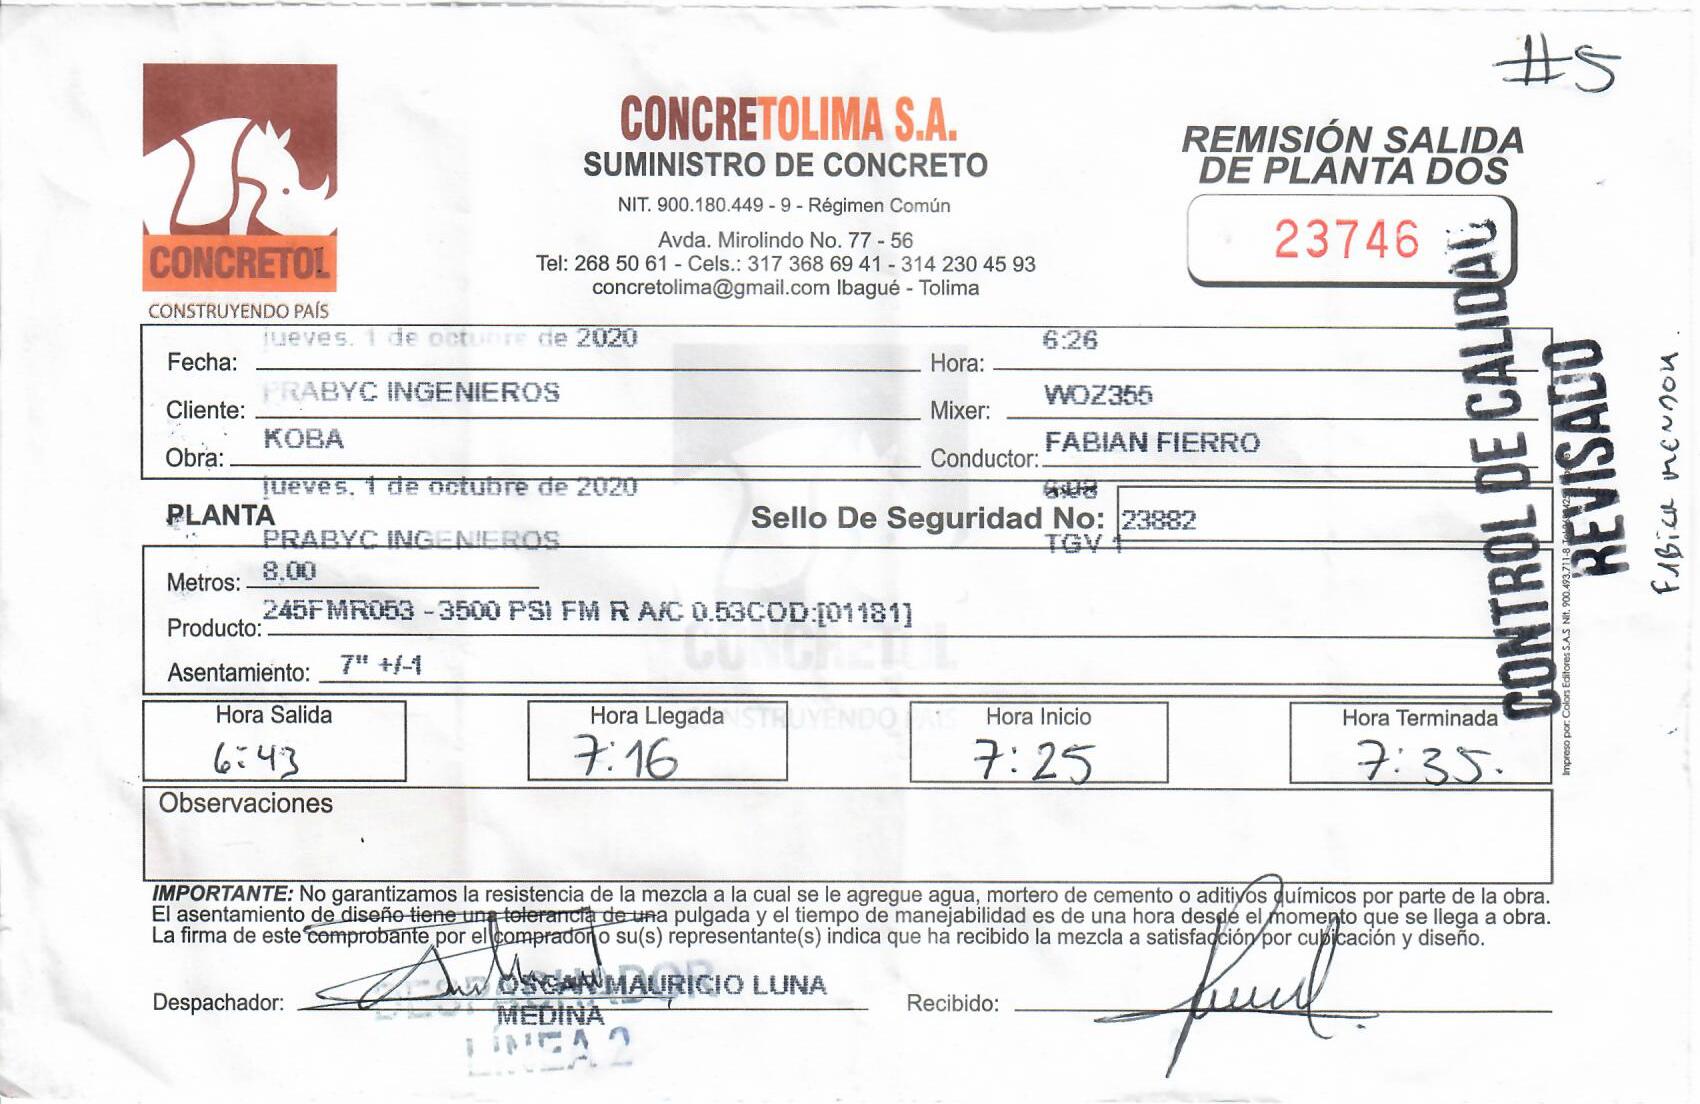 #5
CONCRETOL
CONSTRUYENDO PAÍS
CONCRETOLIMA S.A.
SUMINISTRO DE CONCRETO
NIT. 900.180.449 - 9 - Régimen Común
Avda. Mirolindo No. 77 - 56
Tel: 268 50 61 - Cels.: 317 368 69 41 - 314 230 45 93
concretolima@gmail.com Ibagué - Tolima
REMISIÓN SALIDA
DE PLANTA DOS
23746
CONTROL DE CALIDAD
REVISADO
Fecha: jueves. 1 de octubre de 2020 Hora: 6:26
Cliente: PRABYC INGENIEROS Mixer: WOZ355
Obra: KOBA Conductor: FABIAN FIERRO
jueves. 1 de octubre de 2020
PLANTA Sello De Seguridad No: 23882
PRABYC INGENIEROS TGV 1
Metros: 8,00
Producto: 245FMR053 - 3500 PSI FM R A/C 0.53COD:[01181]
Asentamiento: 7" +/-1
CONCRETOL
CONSTRUYENDO PAIS
Hora Salida Hora Llegada Hora Inicio Hora Terminada
6:43 7:16 7:25 7:35.
Observaciones
IMPORTANTE: No garantizamos la resistencia de la mezcla a la cual se le agregue agua, mortero de cemento o aditivos químicos por parte de la obra.
El asentamiento de diseño tiene una tolerancia de una pulgada y el tiempo de manejabilidad es de una hora desde el momento que se llega a obra.
La firma de este comprobante por el comprador o su(s) representante(s) indica que ha recibido la mezcla a satisfacción por cubicación y diseño.
Despachador: OSCAR MAURICIO LUNA
MEDINA
DESPACHADOR
LÍNEA 2
Recibido:
Impreso por: Colors Editores S.A.S Nit. 900.493.711-8